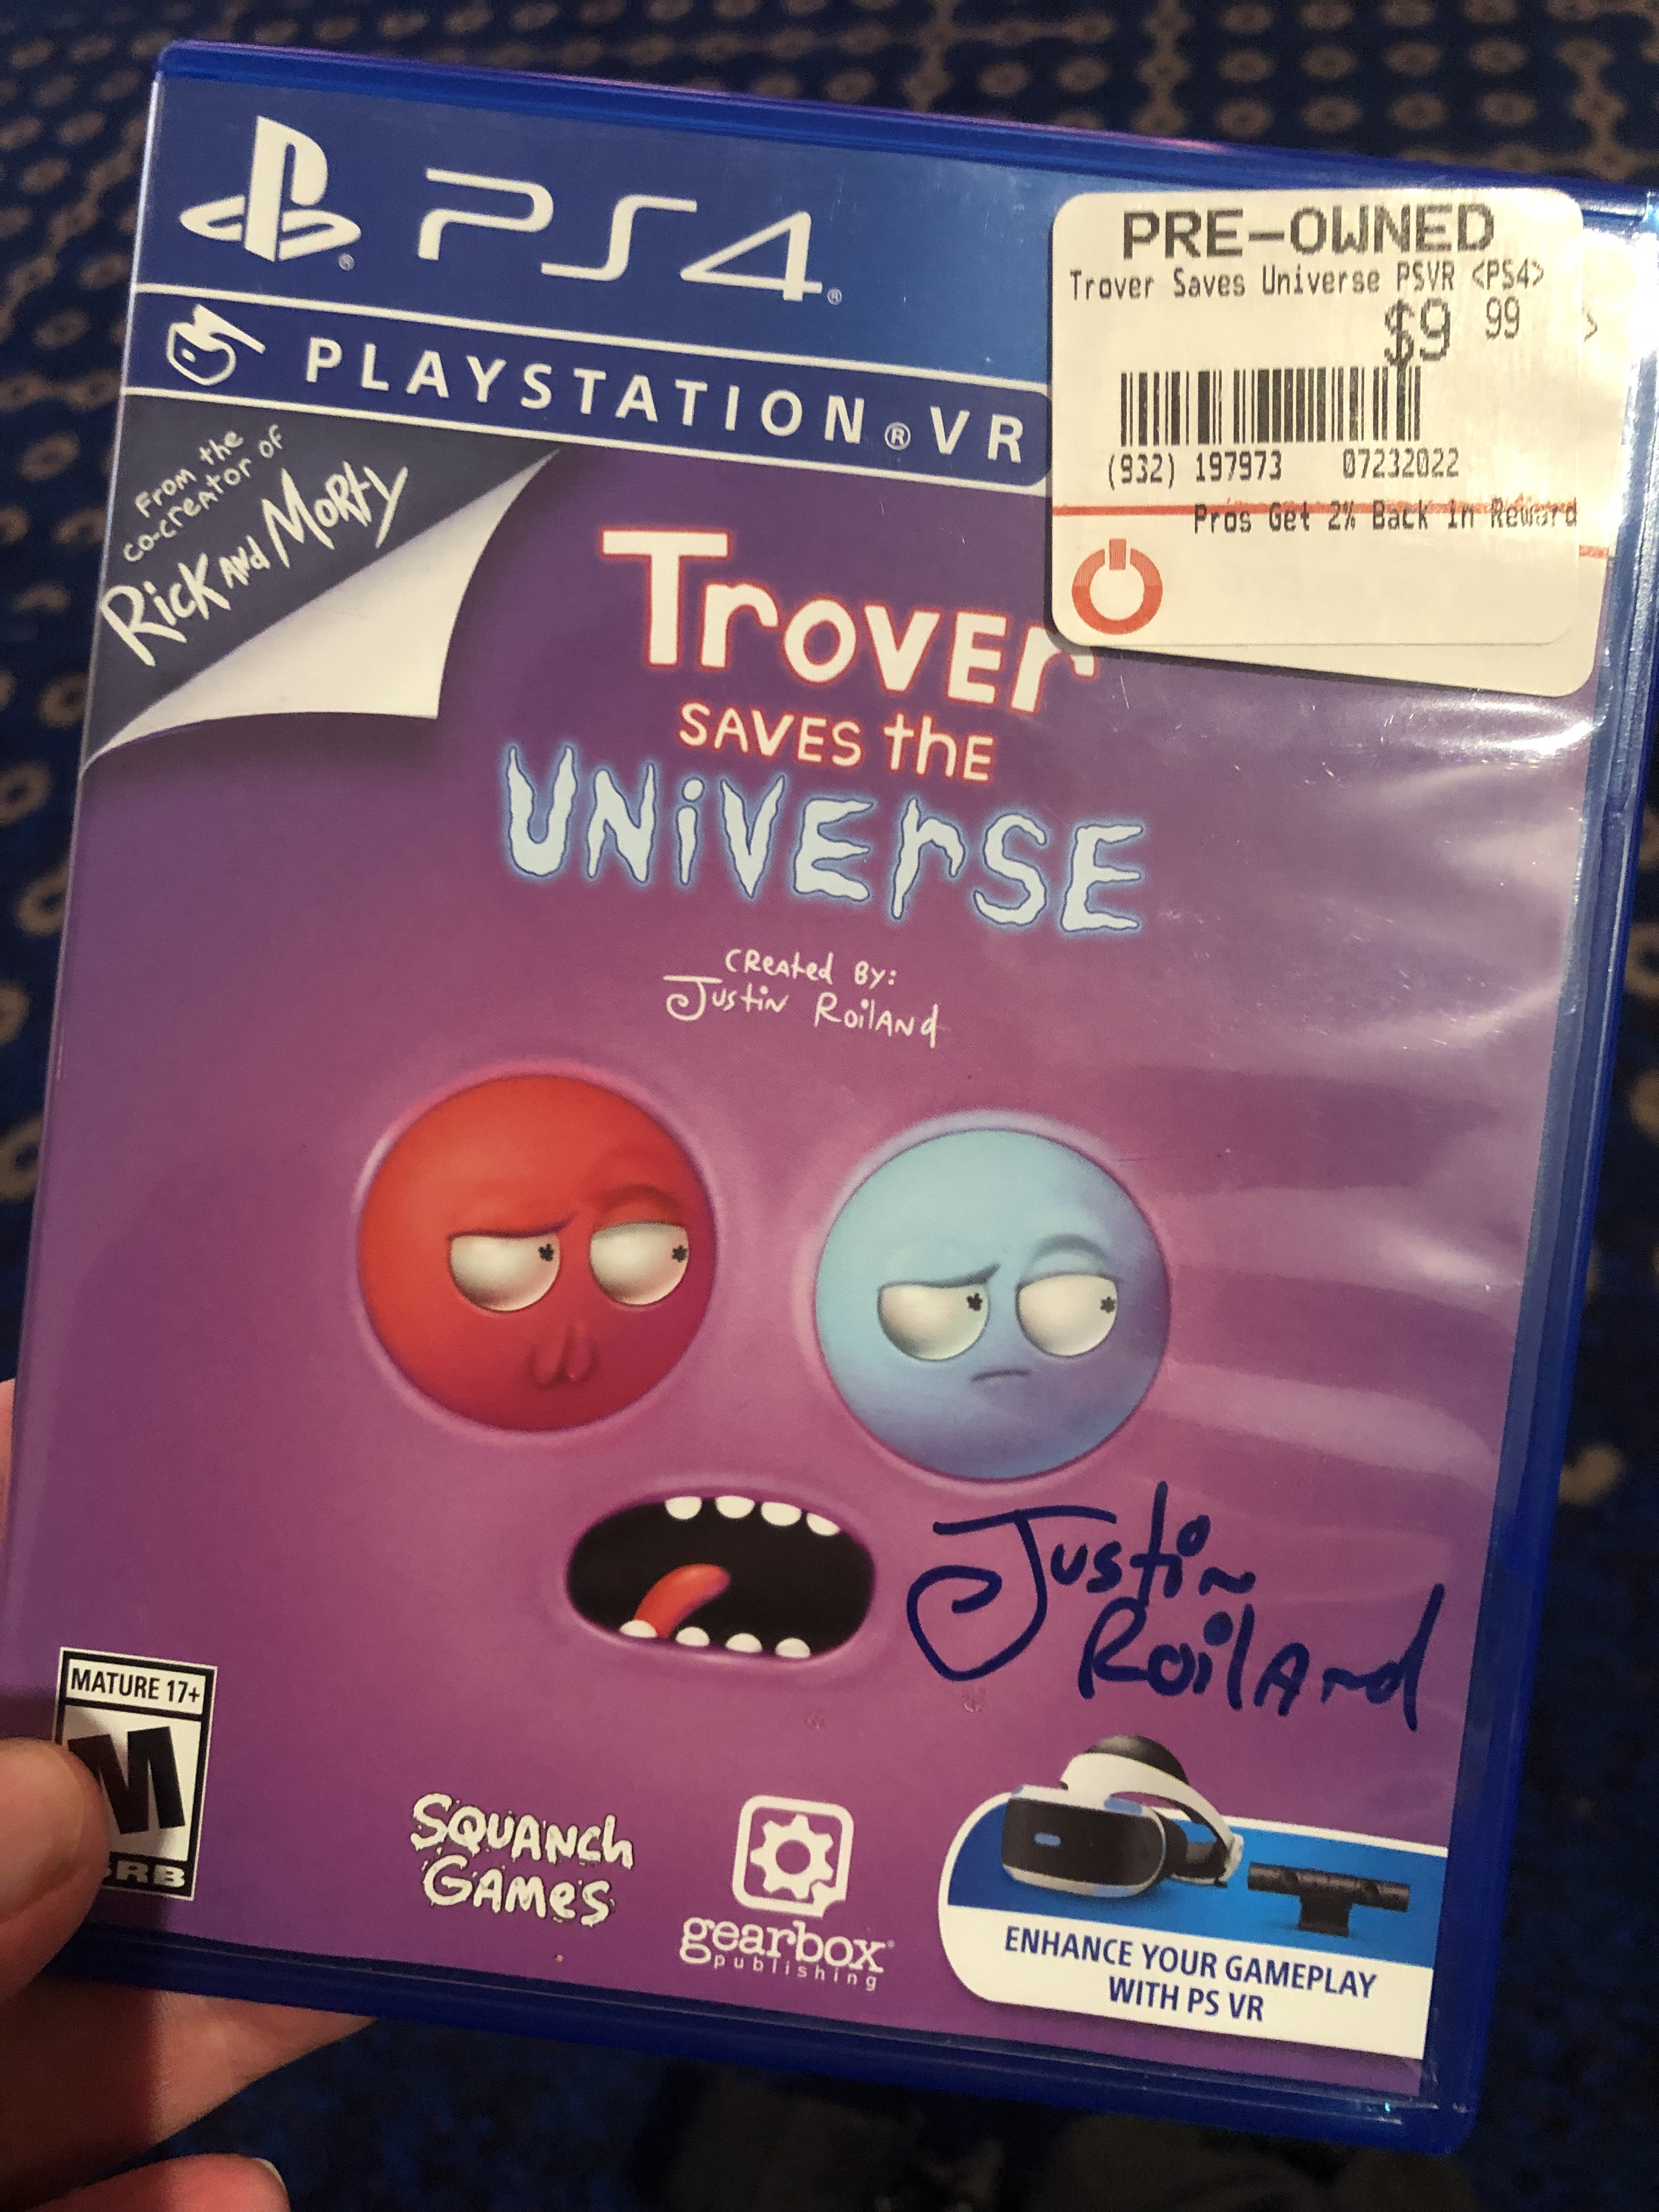 PS4
PLAYSTATION®VR
PRE-OWNED
Trover Saves Universe PSVR <PS4>
$9 99
(932) 197973 07232022
Pros Get 2% Back in Reward
From the
co-creator of
Rick and Morty
Trover
SAVES thE
UNiVErSE
Created By:
Justin Roiland
Justin
Roiland
MATURE 17+
M
SQUANCh
GAMES
gearbox
publishing
ENHANCE YOUR GAMEPLAY
WITH PS VR